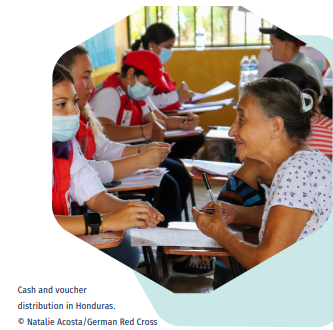 Cash and voucher
distribution in Honduras.
© Natalie Acosta/German Red Cross